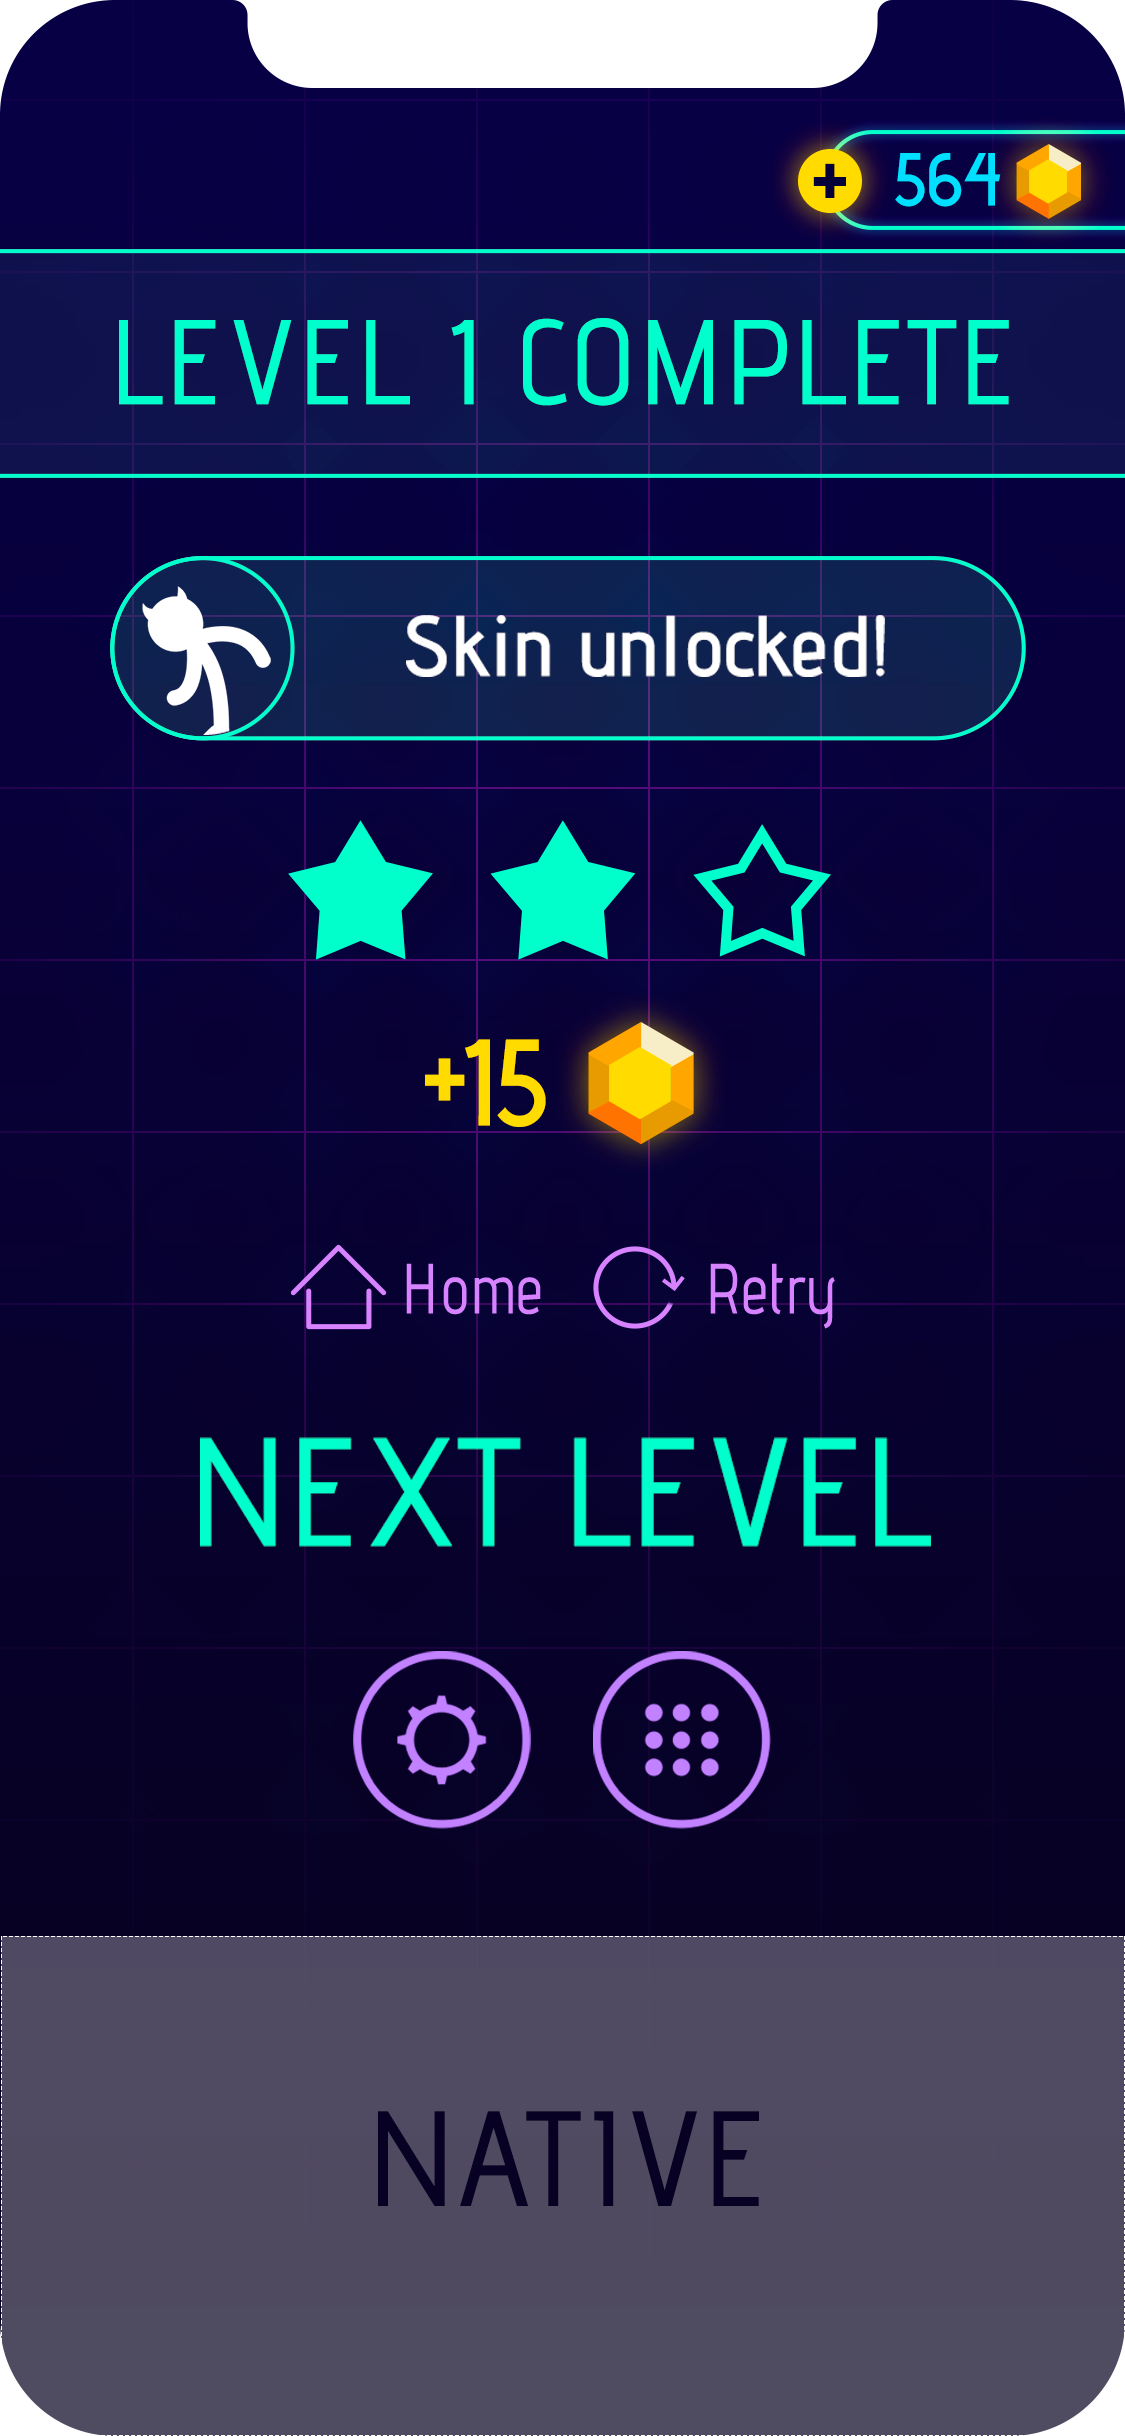 564
LEVEL 1 COMPLETE
Skin unlocked!
+15
Home Retry
NEXT LEVEL
NATIVE